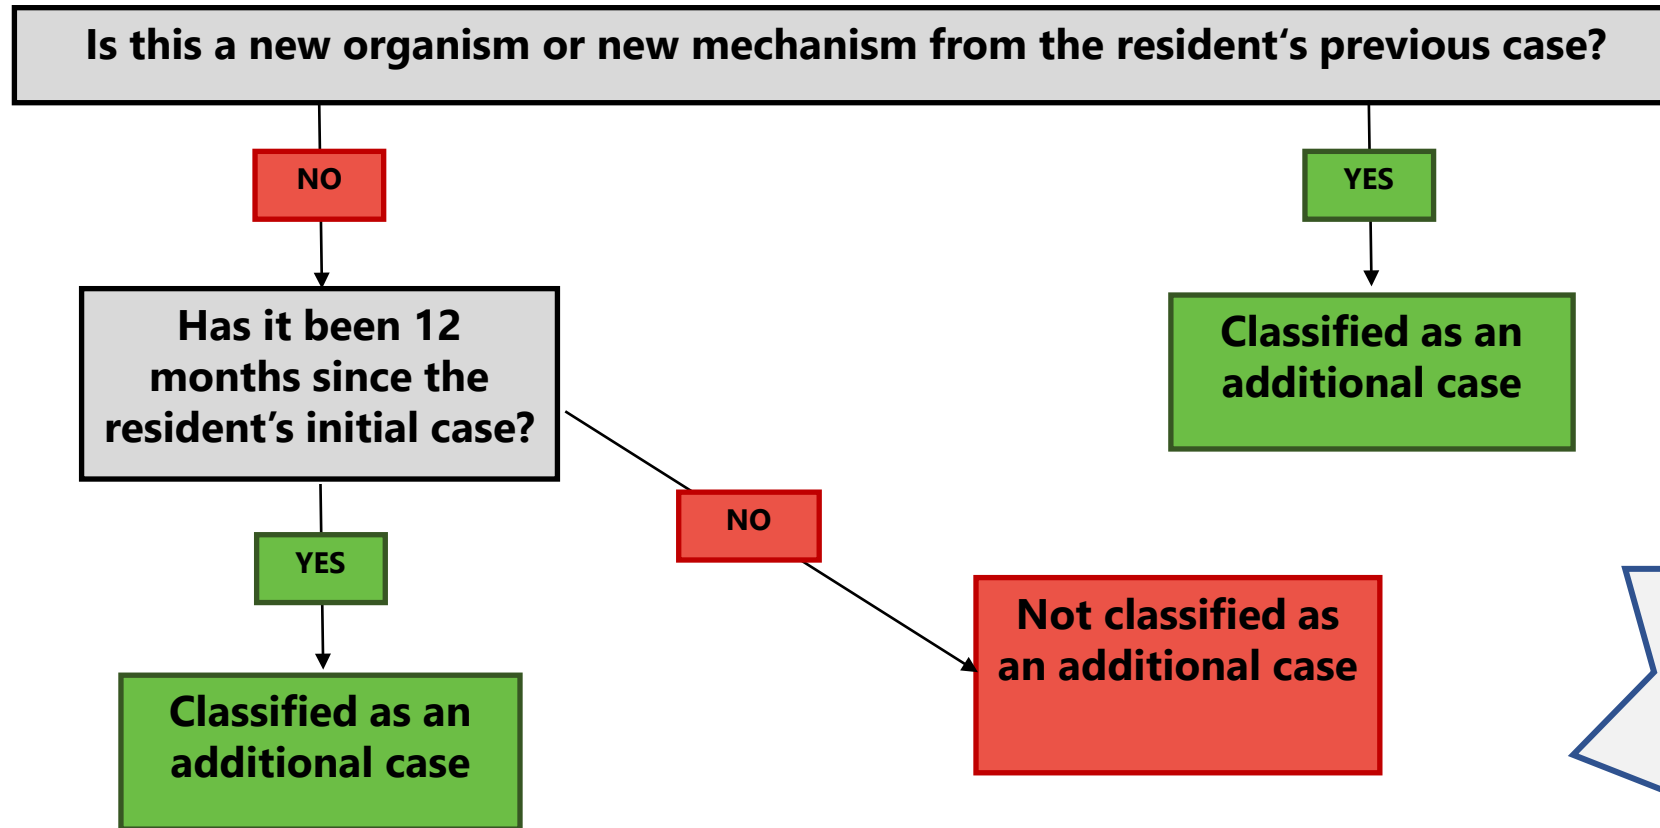 Is this a new organism or new mechanism from the resident‘s previous case?
NO
YES
Has it been 12
months since the
resident’s initial case?
Classified as an
additional case
NO
YES
Not classified as
an additional case
Classified as an
additional case